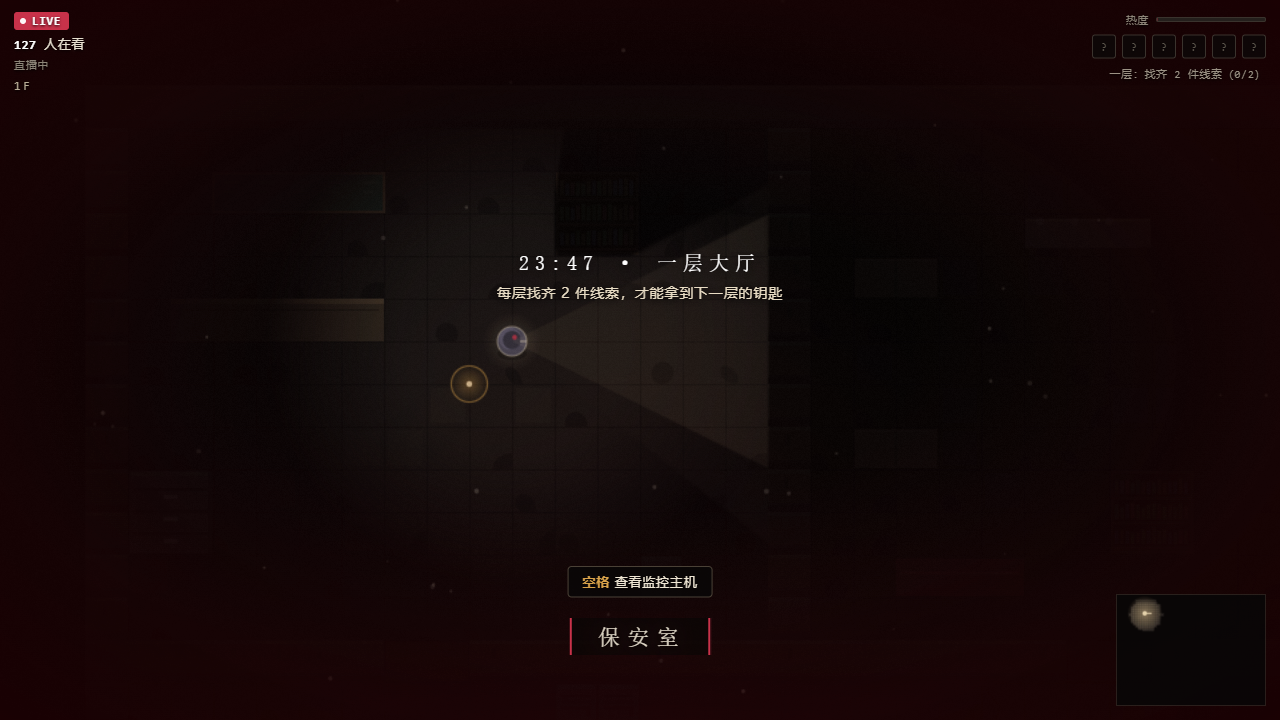 LIVE
127 人在看
直播中
1F
热度
? ? ? ? ? ?
一层: 找齐 2 件线索 (0/2)
23:47 • 一层大厅
每层找齐 2 件线索，才能拿到下一层的钥匙
空格 查看监控主机
保安室